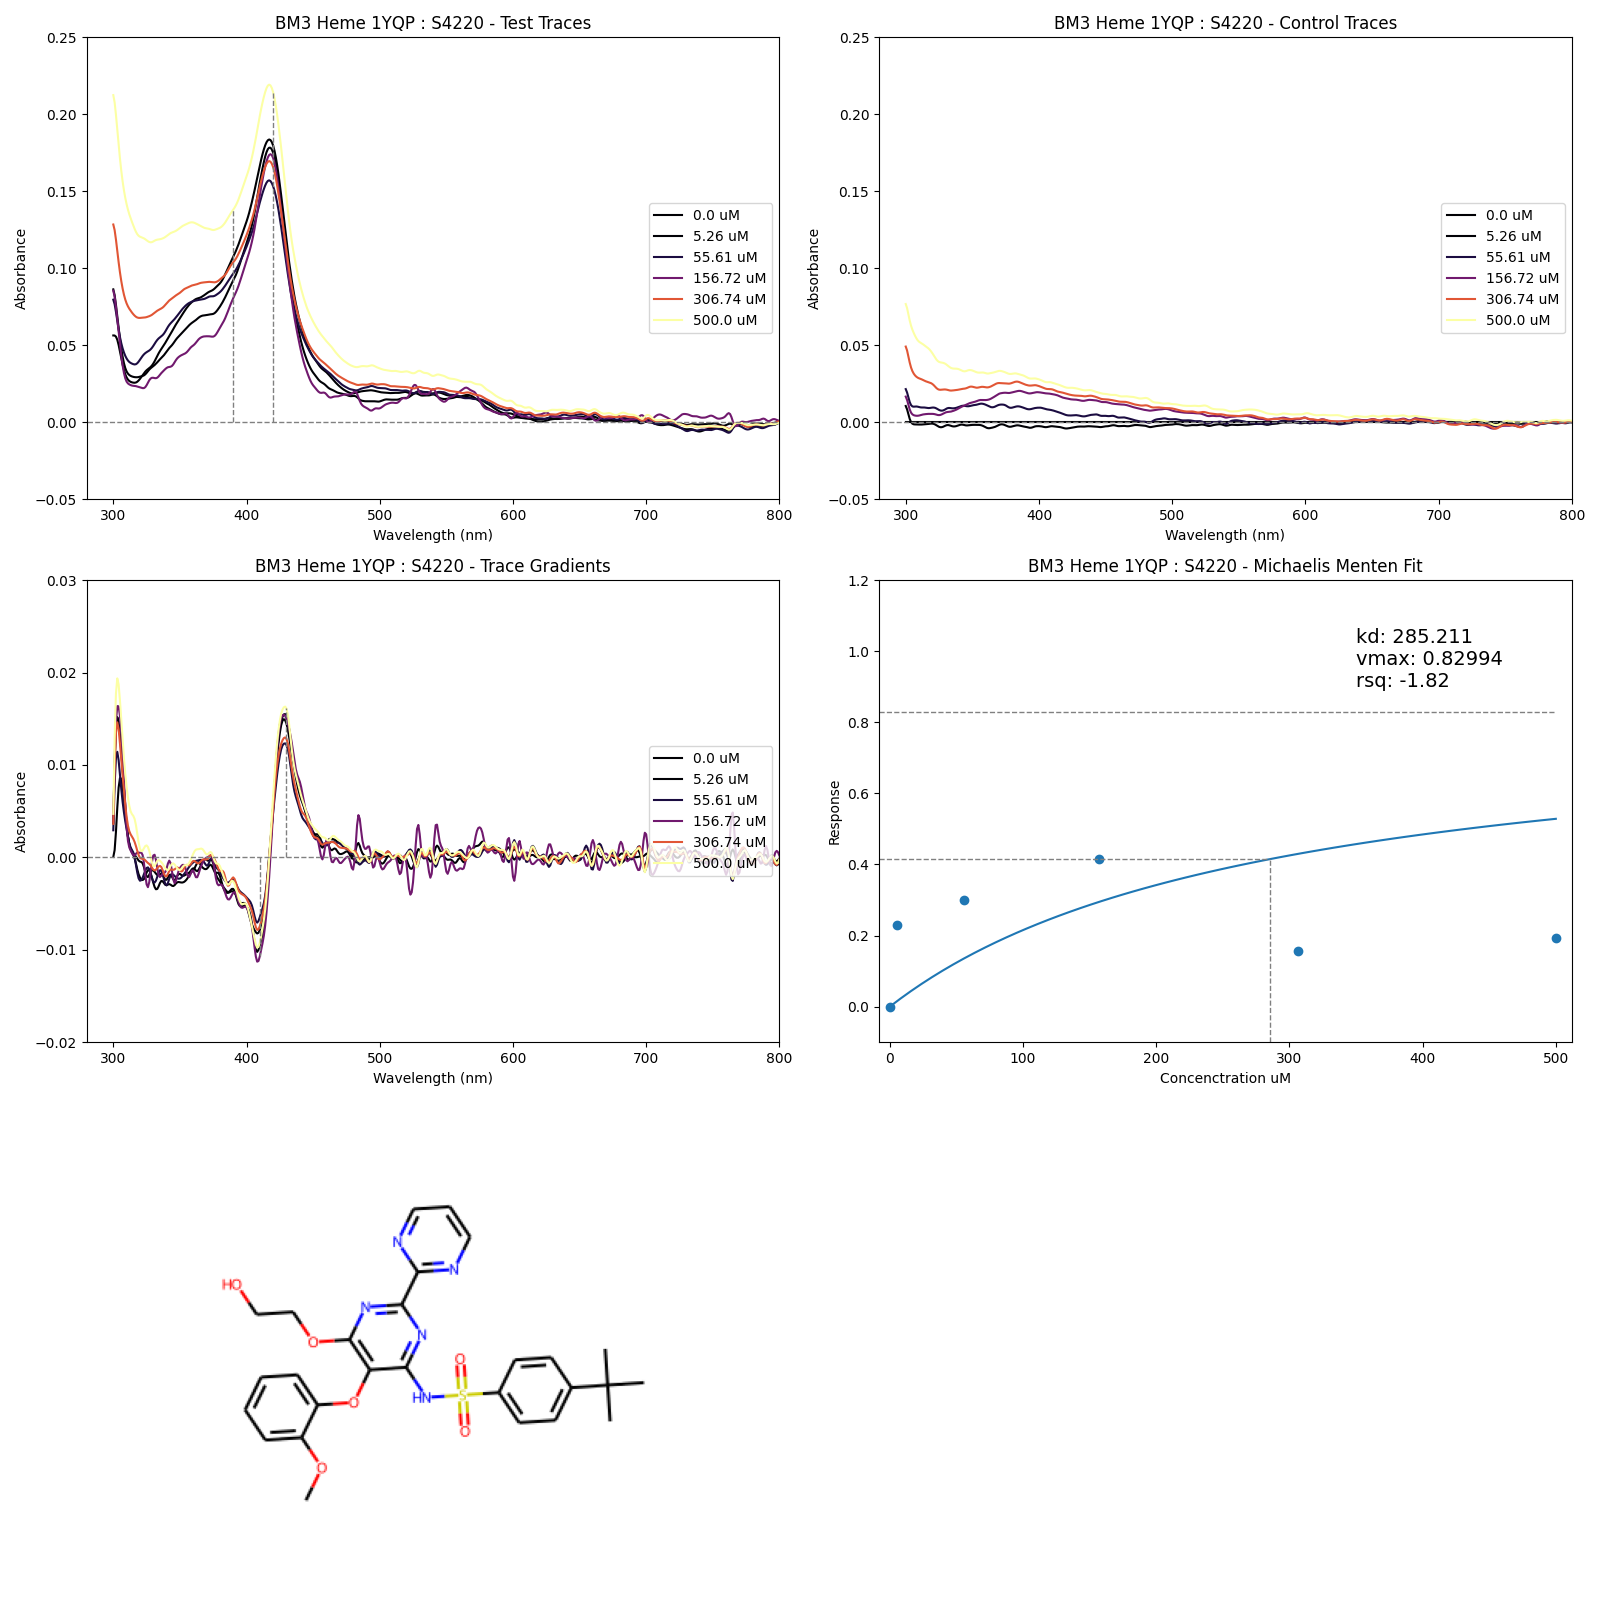 BM3 Heme 1YQP : S4220 - Test Traces
0.25
0.20
0.15
0.10
0.05
0.00
−0.05
Absorbance
300 400 500 600 700 800
Wavelength (nm)
0.0 uM
5.26 uM
55.61 uM
156.72 uM
306.74 uM
500.0 uM
BM3 Heme 1YQP : S4220 - Control Traces
0.25
0.20
0.15
0.10
0.05
0.00
−0.05
Absorbance
300 400 500 600 700 800
Wavelength (nm)
0.0 uM
5.26 uM
55.61 uM
156.72 uM
306.74 uM
500.0 uM
BM3 Heme 1YQP : S4220 - Trace Gradients
0.03
0.02
0.01
0.00
−0.01
−0.02
Absorbance
300 400 500 600 700 800
Wavelength (nm)
0.0 uM
5.26 uM
55.61 uM
156.72 uM
306.74 uM
500.0 uM
BM3 Heme 1YQP : S4220 - Michaelis Menten Fit
1.2
1.0
0.8
0.6
0.4
0.2
0.0
Response
kd: 285.211
vmax: 0.82994
rsq: -1.82
0 100 200 300 400 500
Concenctration uM
N
N
HO
N
N
O
O
O
HN
S
O
O